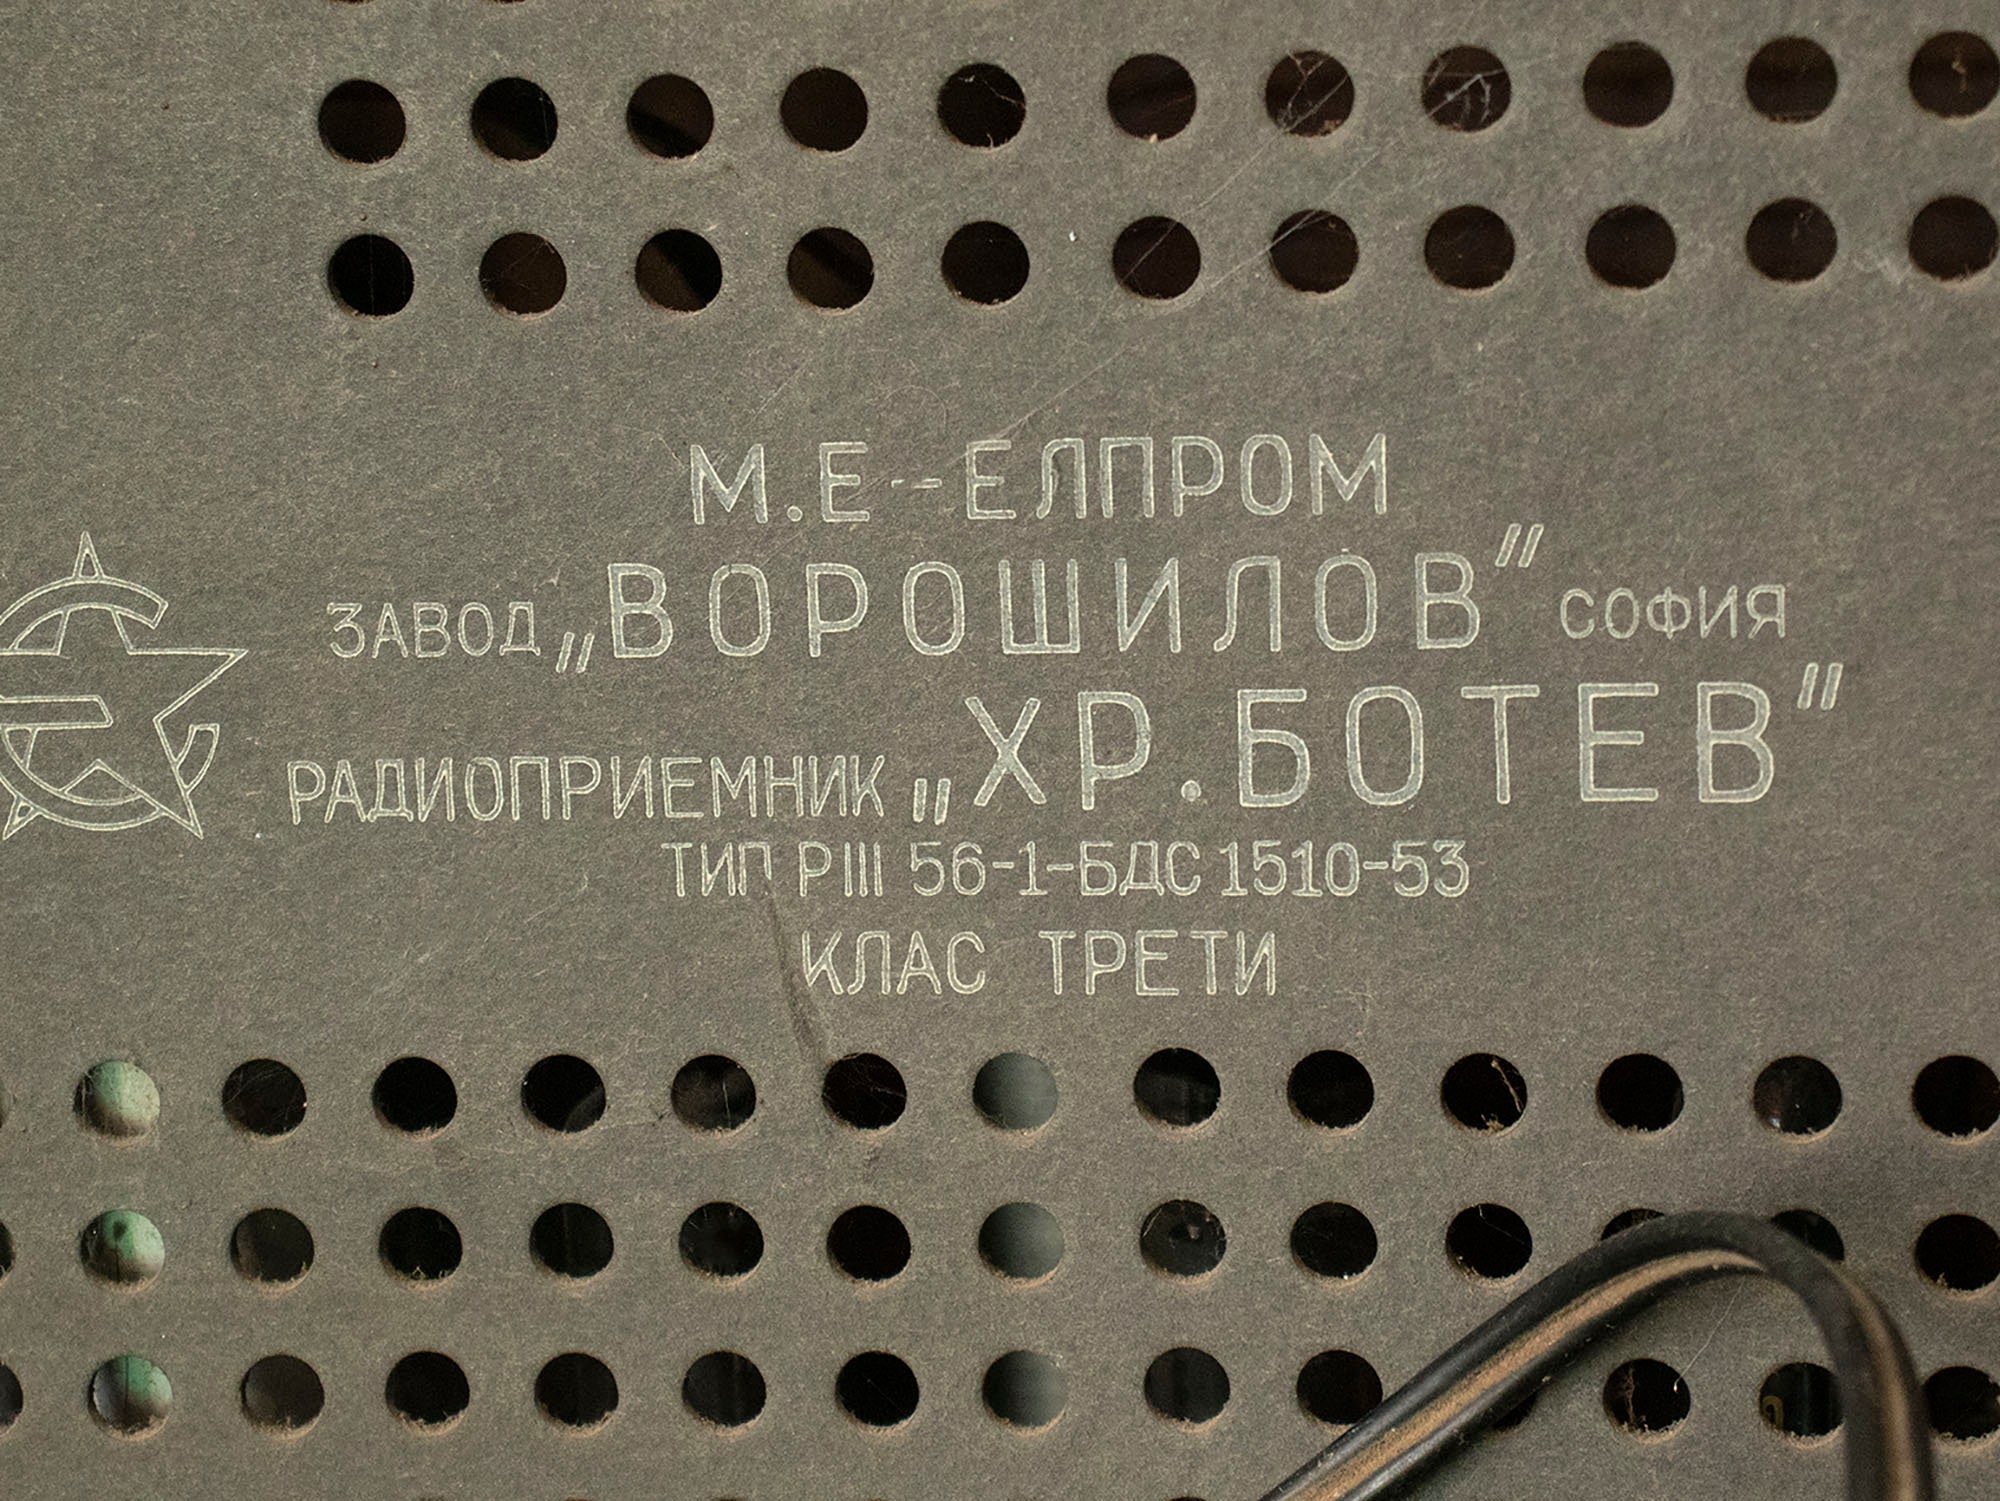 М.Е--ЕЛПРОМ
ЗАВОД „ВОРОШИЛОВ" СОФИЯ
РАДИОПРИЕМНИК „ХР.БОТЕВ"
ТИП РIII 56-1-БДС 1510-53
КЛАС ТРЕТИ